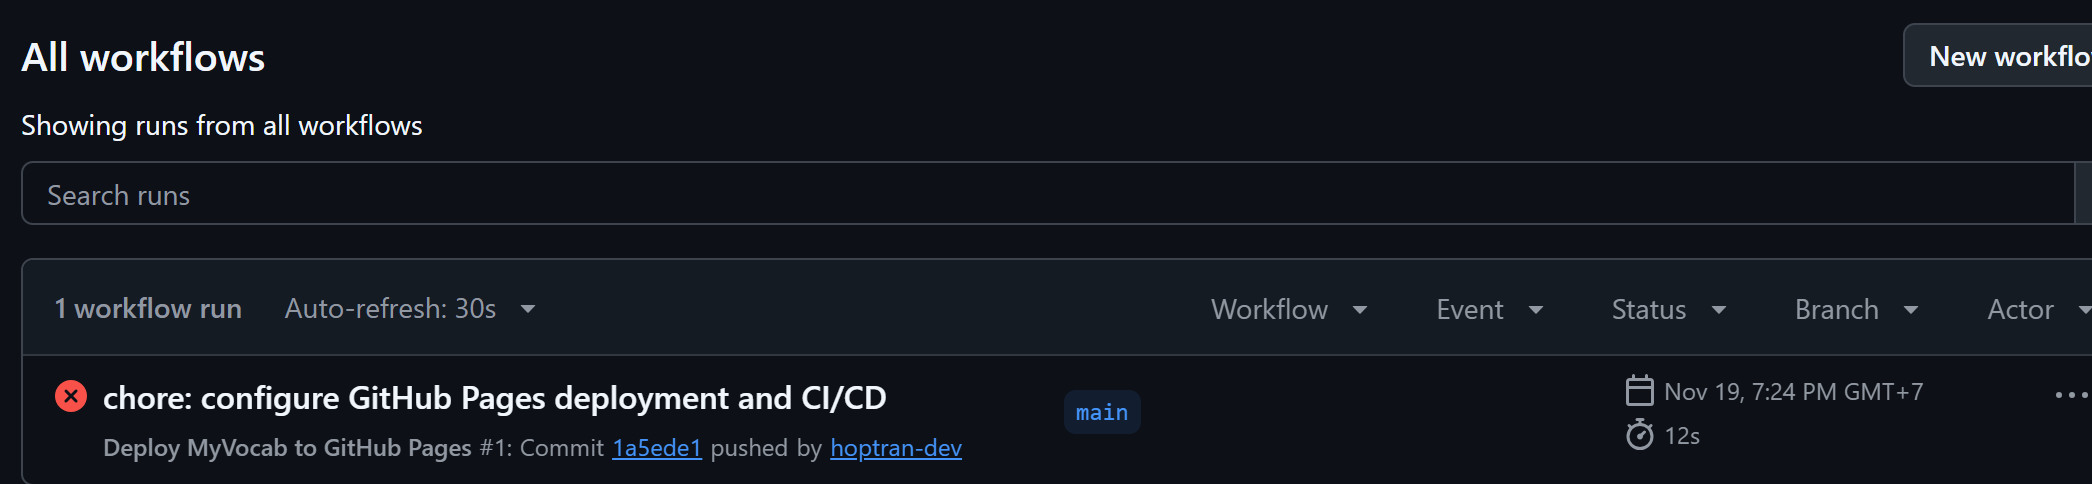 All workflows
New workflo
Showing runs from all workflows
Search runs
1 workflow run Auto-refresh: 30s Workflow Event Status Branch Actor
chore: configure GitHub Pages deployment and CI/CD
main
Nov 19, 7:24 PM GMT+7
Deploy MyVocab to GitHub Pages #1: Commit 1a5ede1 pushed by hoptran-dev
12s